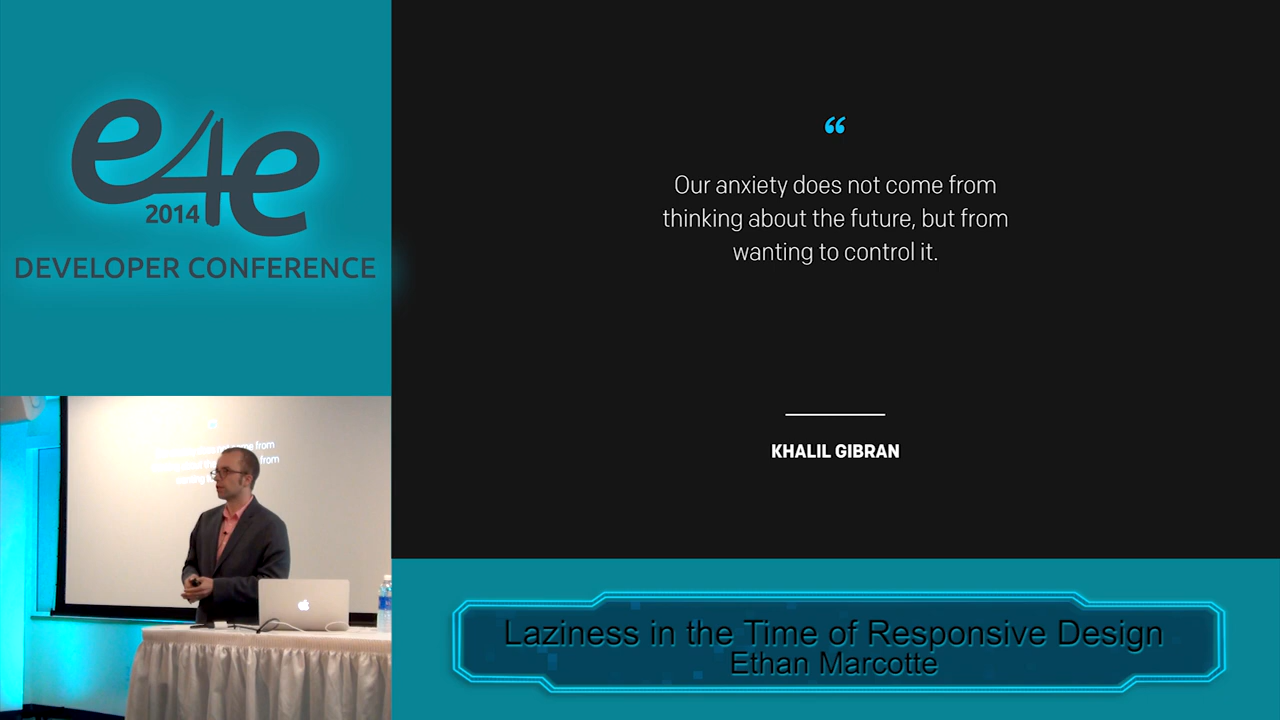 e4e
2014
DEVELOPER CONFERENCE
“
Our anxiety does not come from
thinking about the future, but from
wanting to control it.
KHALIL GIBRAN
Laziness in the Time of Responsive Design
Ethan Marcotte